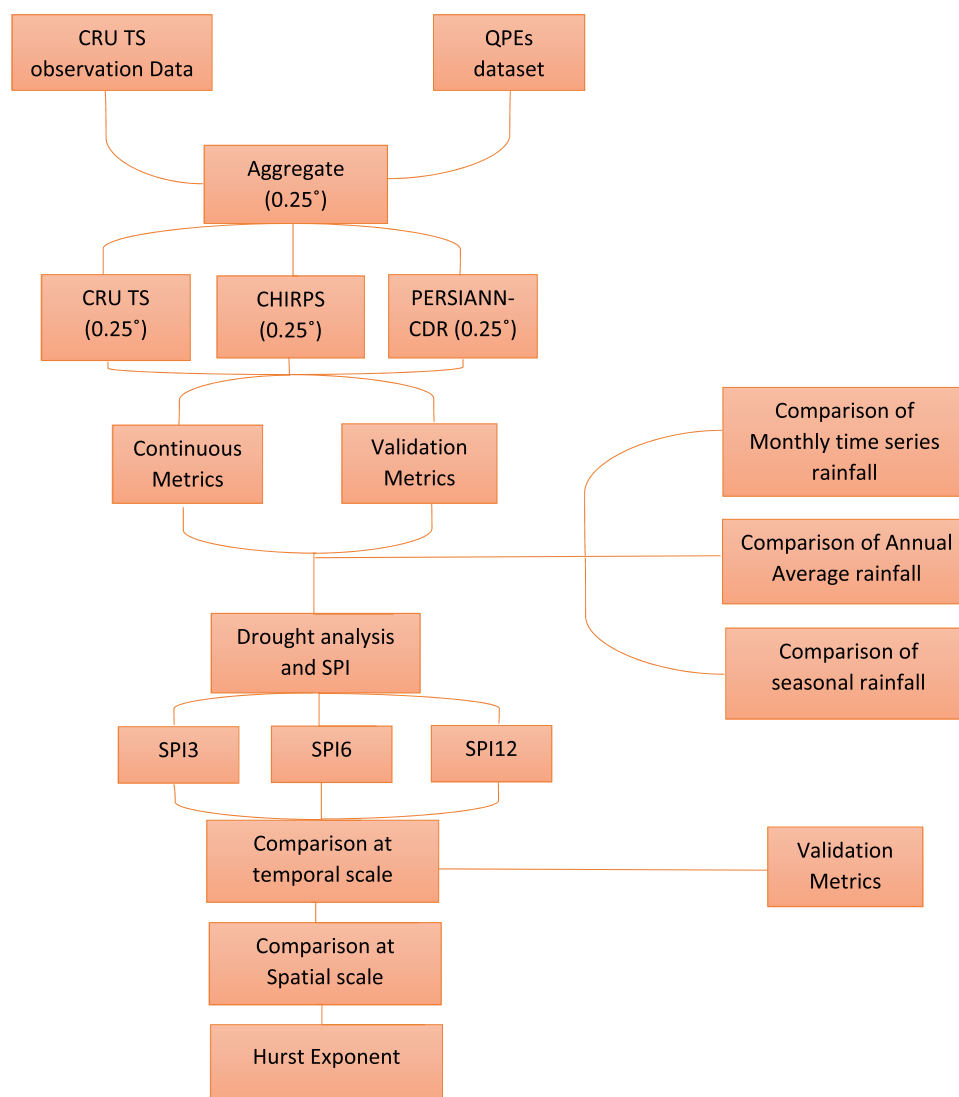 CRU TS
observation Data
QPEs
dataset
Aggregate
(0.25˚)
CRU TS
(0.25˚)
CHIRPS
(0.25˚)
PERSIANN-
CDR (0.25˚)
Continuous
Metrics
Validation
Metrics
Comparison of
Monthly time series
rainfall
Comparison of Annual
Average rainfall
Comparison of
seasonal rainfall
Drought analysis
and SPI
SPI3
SPI6
SPI12
Comparison at
temporal scale
Validation
Metrics
Comparison at
Spatial scale
Hurst Exponent